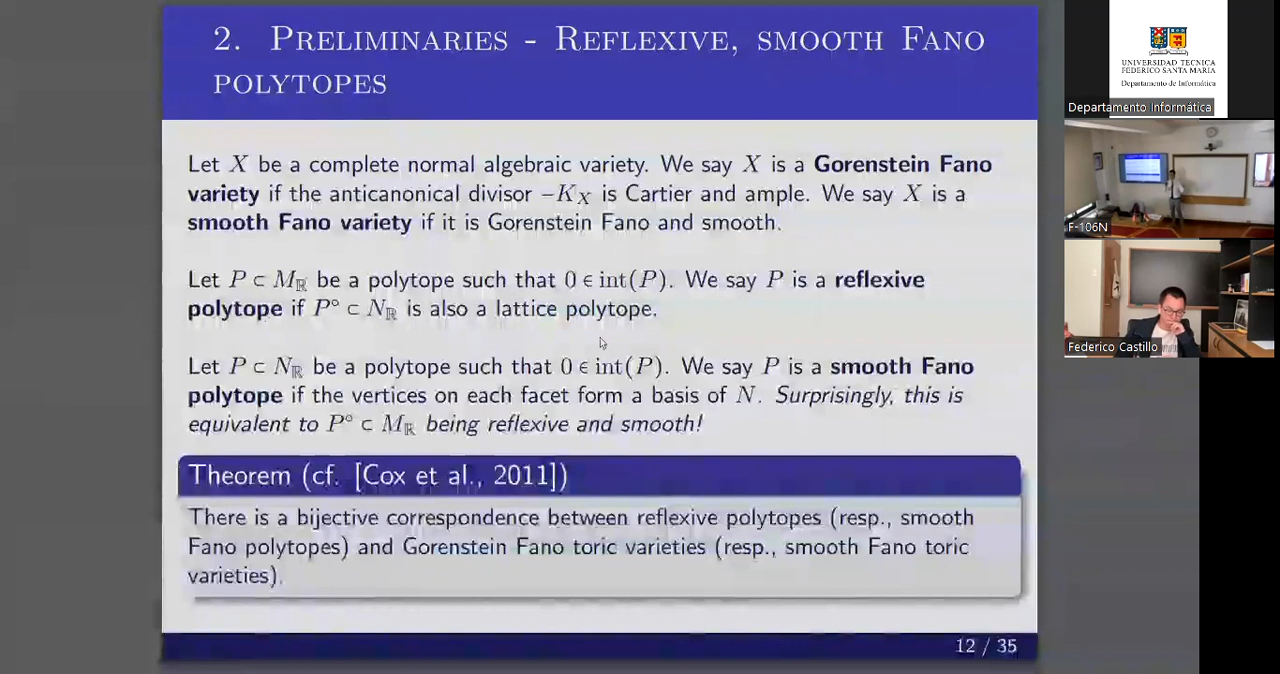 2. Preliminaries - Reflexive, smooth Fano
polytopes
Let X be a complete normal algebraic variety. We say X is a Gorenstein Fano
variety if the anticanonical divisor −K_X is Cartier and ample. We say X is a
smooth Fano variety if it is Gorenstein Fano and smooth.
Let P ⊂ M_ℝ be a polytope such that 0 ∈ int(P). We say P is a reflexive
polytope if P° ⊂ N_ℝ is also a lattice polytope.
Let P ⊂ N_ℝ be a polytope such that 0 ∈ int(P). We say P is a smooth Fano
polytope if the vertices on each facet form a basis of N. Surprisingly, this is
equivalent to P° ⊂ M_ℝ being reflexive and smooth!
Theorem (cf. [Cox et al., 2011])
There is a bijective correspondence between reflexive polytopes (resp., smooth
Fano polytopes) and Gorenstein Fano toric varieties (resp., smooth Fano toric
varieties).
12 / 35
UNIVERSIDAD TECNICA
FEDERICO SANTA MARIA
Departamento de Informática
Departamento Informática
F-106N
Federico Castillo